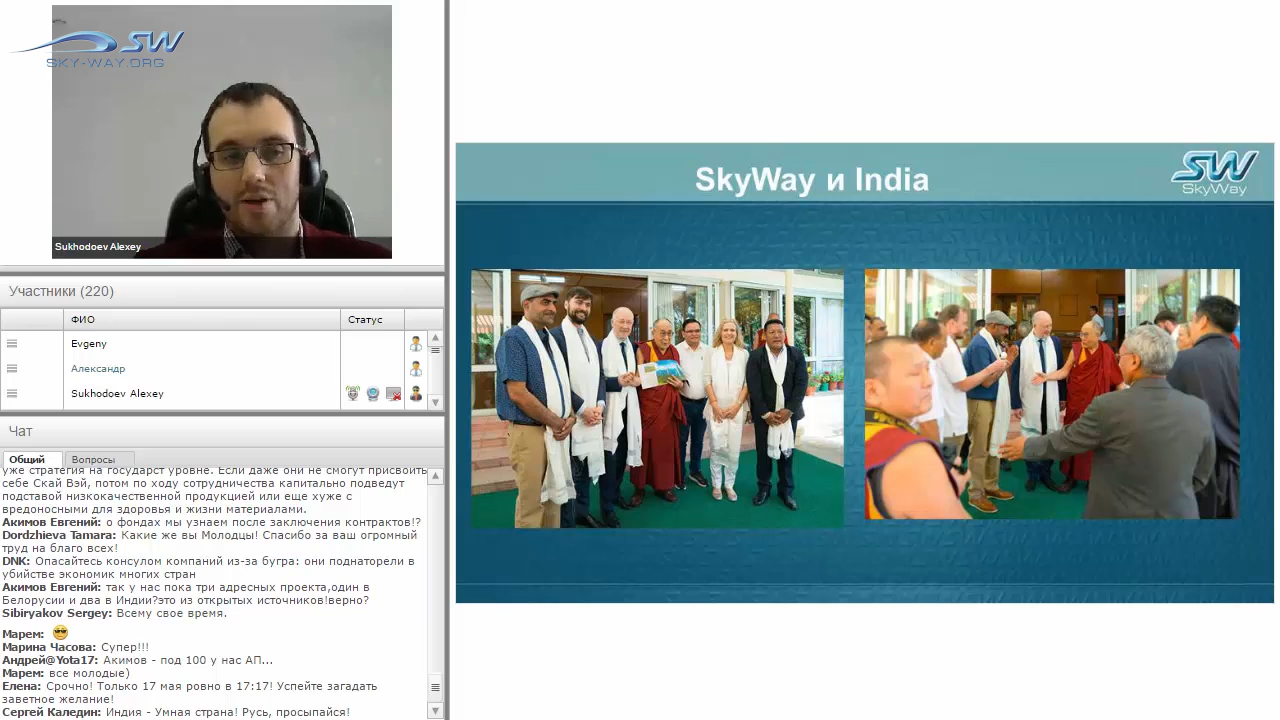 SW
SKY-WAY.ORG
Sukhodoev Alexey
Участники (220)
ФИО
Статус
Evgeny
Александр
Sukhodoev Alexey
Чат
Общий
Вопросы
уже стратегия на государст уровне. Если даже они не смогут присвоить
себе Скай Вэй, потом по ходу сотрудничества капитально подведут
подставой низкокачественной продукцией или еще хуже с
вредоносными для здоровья и жизни материалами.
Акимов Евгений: о фондах мы узнаем после заключения контрактов!?
Dordzhieva Tamara: Какие же вы Молодцы! Спасибо за ваш огромный
труд на благо всех!
DNK: Опасайтесь консулом компаний из-за бугра: они поднаторели в
убийстве экономик многих стран
Акимов Евгений: так у нас пока три адресных проекта,один в
Белорусии и два в Индии?это из открытых источников!верно?
Sibiryakov Sergey: Всему свое время.
Марем:
Марина Часова: Супер!!!
Андрей@Yota17: Акимов - под 100 у нас АП...
Марем: все молодые)
Елена: Срочно! Только 17 мая ровно в 17:17! Успейте загадать
заветное желание!
Сергей Каледин: Индия - Умная страна! Русь, просыпайся!
SkyWay и India
SW
SkyWay